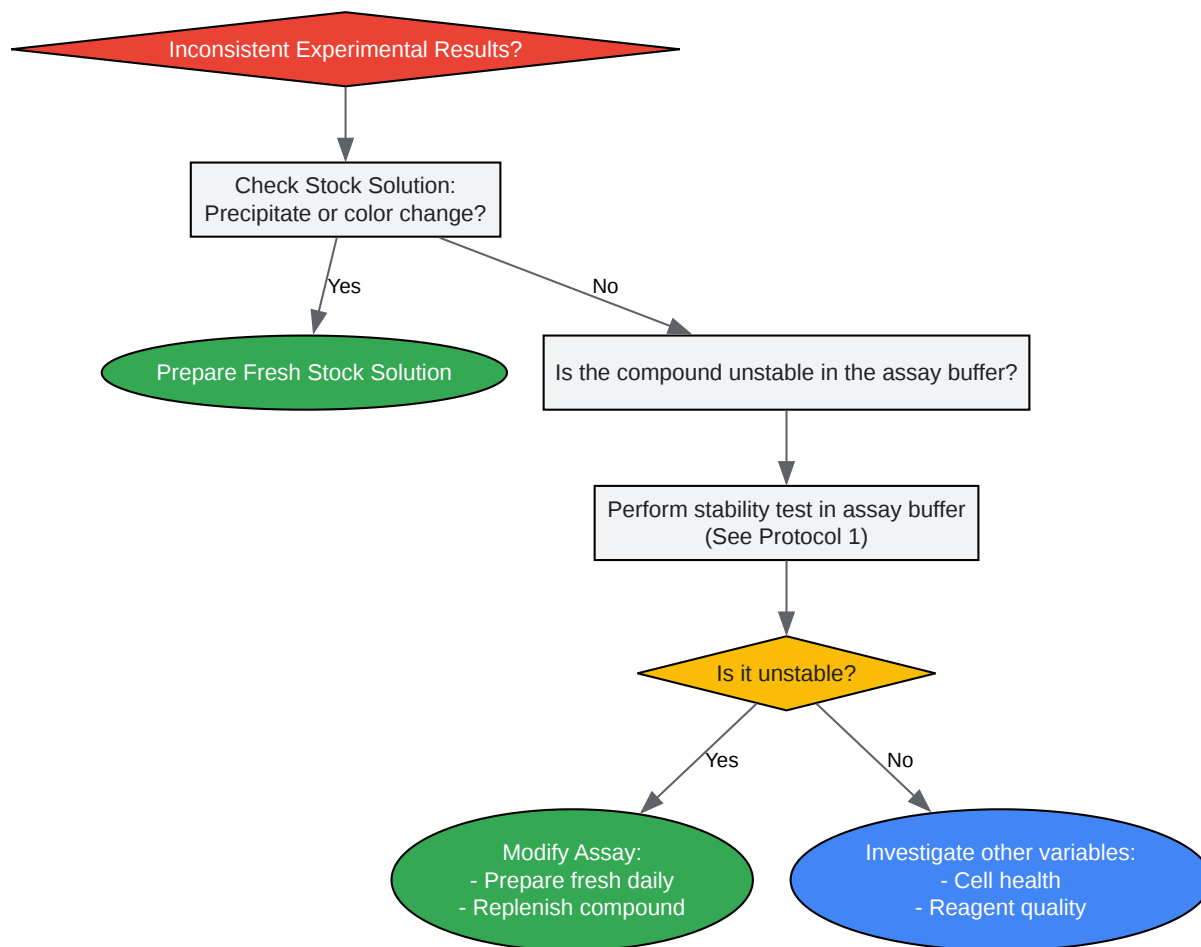 Inconsistent Experimental Results?
Check Stock Solution:
Precipitate or color change?
Yes
No
Prepare Fresh Stock Solution
Is the compound unstable in the assay buffer?
Perform stability test in assay buffer
(See Protocol 1)
Is it unstable?
Yes
No
Modify Assay:
- Prepare fresh daily
- Replenish compound
Investigate other variables:
- Cell health
- Reagent quality